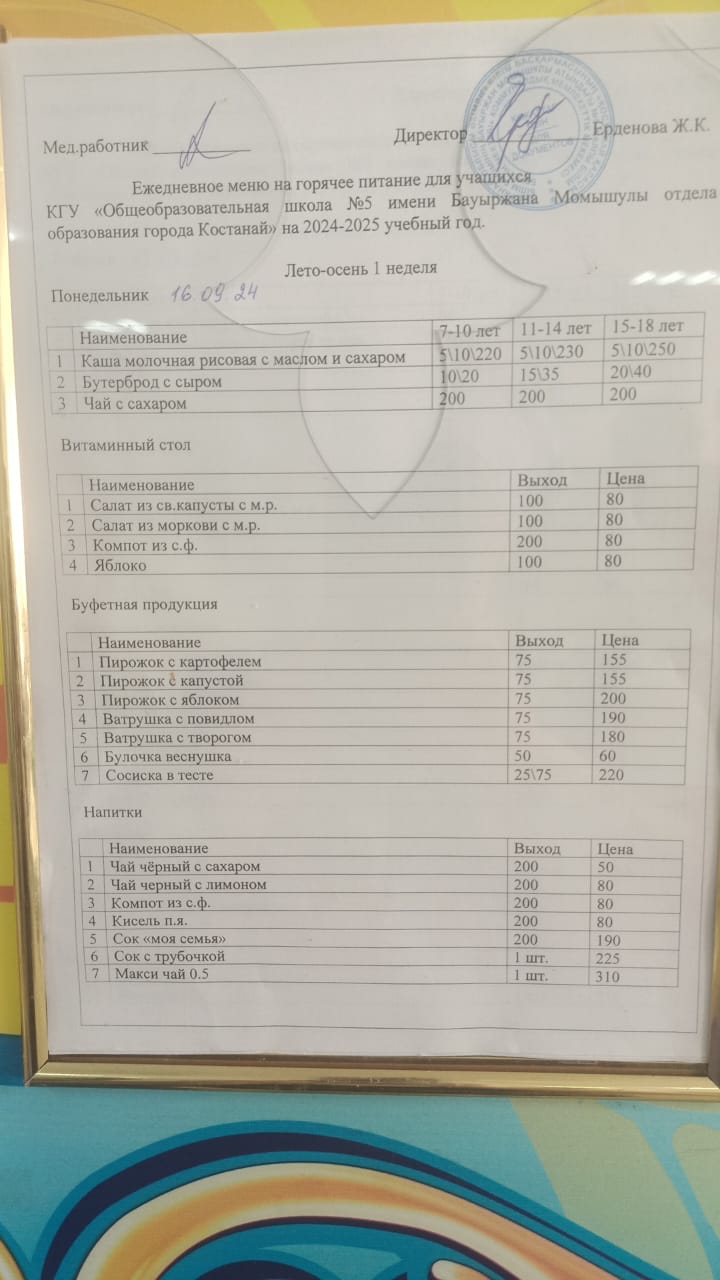 Мед.работник Директор Ерденова Ж.К.
Ежедневное меню на горячее питание для учащихся
КГУ «Общеобразовательная школа №5 имени Бауыржана Момышулы отдела
образования города Костанай» на 2024-2025 учебный год.
Лето-осень 1 неделя
Понедельник 16.09.24
Наименование 7-10 лет 11-14 лет 15-18 лет
1 Каша молочная рисовая с маслом и сахаром 5\10\220 5\10\230 5\10\250
2 Бутерброд с сыром 10\20 15\35 20\40
3 Чай с сахаром 200 200 200
Витаминный стол
Наименование Выход Цена
1 Салат из св.капусты с м.р. 100 80
2 Салат из моркови с м.р. 100 80
3 Компот из с.ф. 200 80
4 Яблоко 100 80
Буфетная продукция
Наименование Выход Цена
1 Пирожок с картофелем 75 155
2 Пирожок с капустой 75 155
3 Пирожок с яблоком 75 200
4 Ватрушка с повидлом 75 190
5 Ватрушка с творогом 75 180
6 Булочка веснушка 50 60
7 Сосиска в тесте 25\75 220
Напитки
Наименование Выход Цена
1 Чай чёрный с сахаром 200 50
2 Чай черный с лимоном 200 80
3 Компот из с.ф. 200 80
4 Кисель п.я. 200 80
5 Сок «моя семья» 200 190
6 Сок с трубочкой 1 шт. 225
7 Макси чай 0.5 1 шт. 310